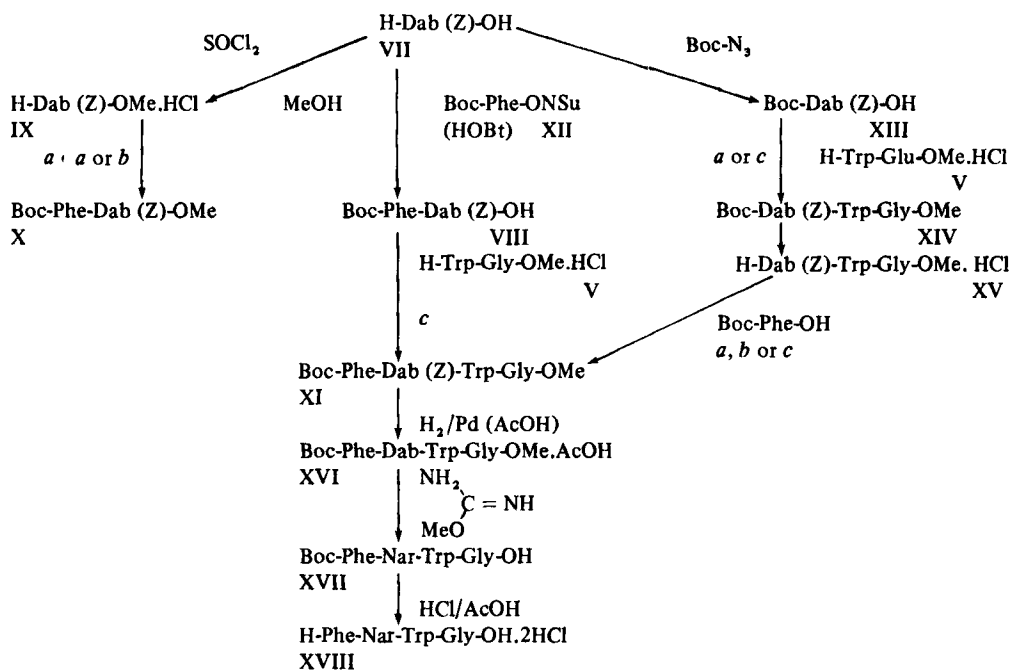 H-Dab (Z)-OH
VII
SOCl₂
Boc-N₃
H-Dab (Z)-OMe.HCl
IX
MeOH
Boc-Phe-ONSu
(HOBt) XII
Boc-Dab (Z)-OH
XIII
a · a or b
a or c
H-Trp-Glu-OMe.HCl
V
Boc-Phe-Dab (Z)-OMe
X
Boc-Phe-Dab (Z)-OH
VIII
Boc-Dab (Z)-Trp-Gly-OMe
XIV
H-Trp-Gly-OMe.HCl
V
H-Dab (Z)-Trp-Gly-OMe. HCl
XV
c
Boc-Phe-OH
a, b or c
Boc-Phe-Dab (Z)-Trp-Gly-OMe
XI
H₂/Pd (AcOH)
Boc-Phe-Dab-Trp-Gly-OMe.AcOH
XVI
NH₂
C = NH
MeO
Boc-Phe-Nar-Trp-Gly-OH
XVII
HCl/AcOH
H-Phe-Nar-Trp-Gly-OH.2HCl
XVIII